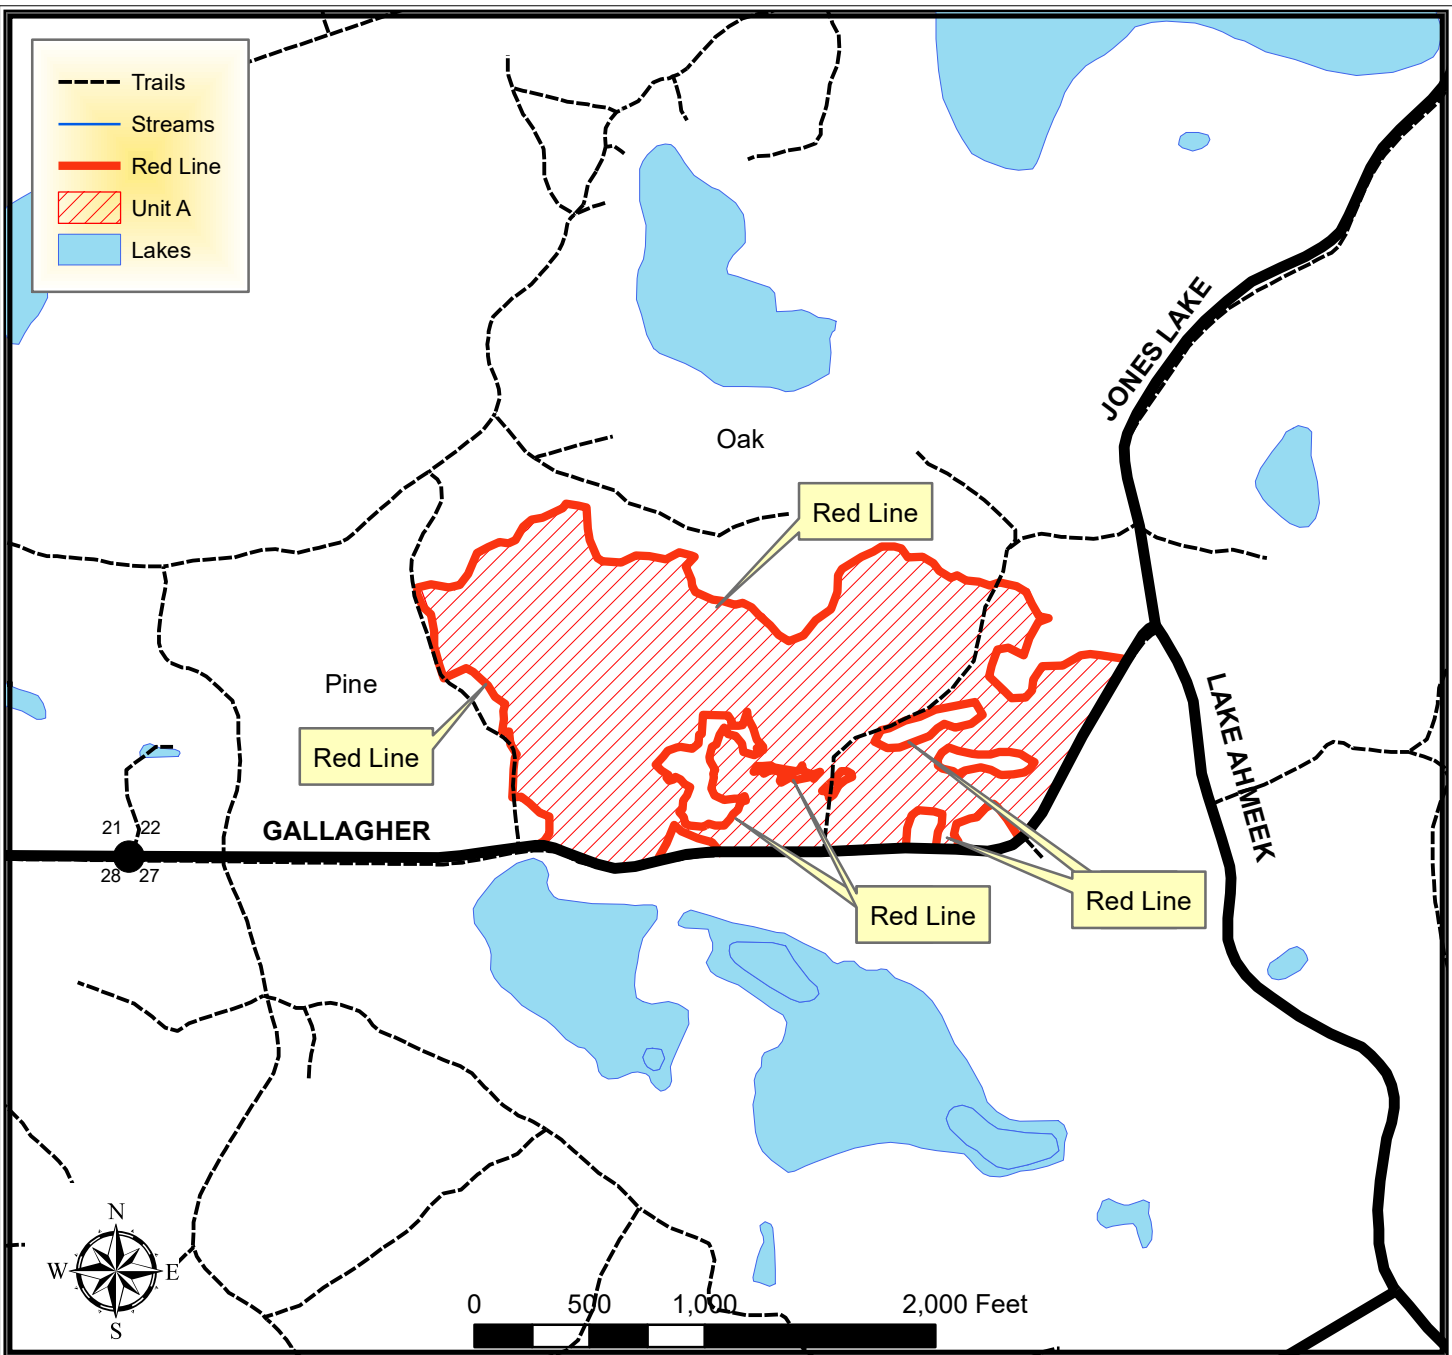 Trails
Streams
Red Line
Unit A
Lakes
JONES LAKE
Oak
Red Line
Pine
Red Line
LAKE AHMEEK
21 22
GALLAGHER
28 27
Red Line
Red Line
N
W E
S
0 500 1,000 2,000 Feet